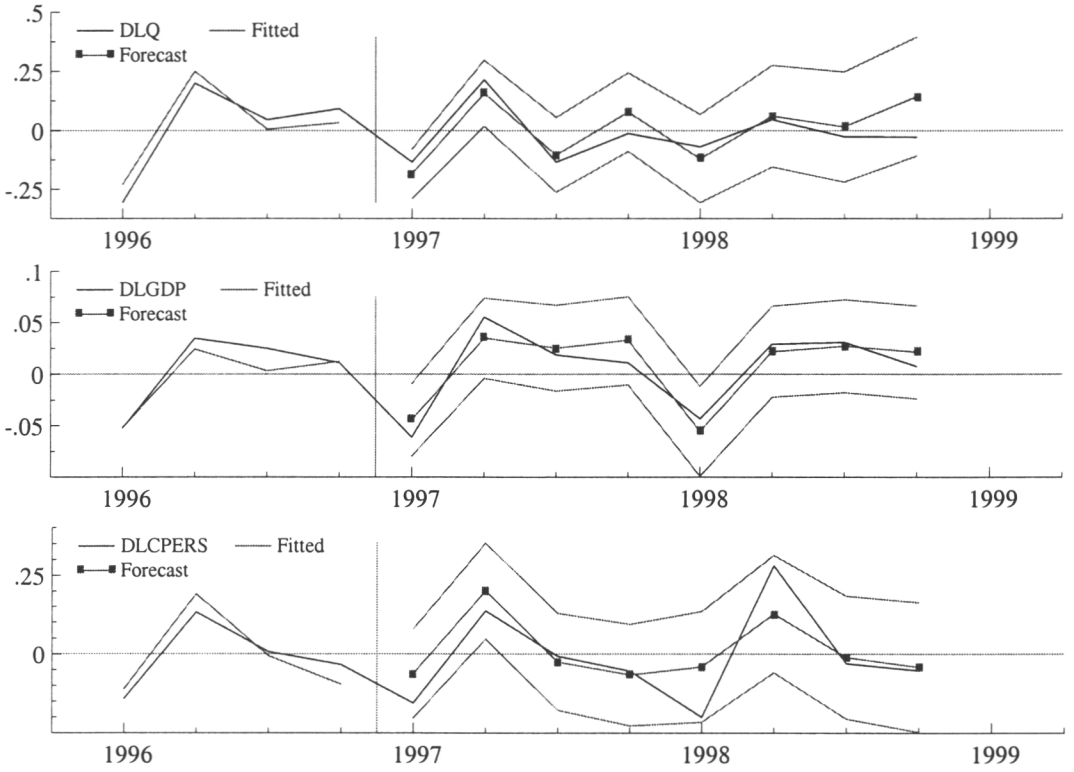 .5
DLQ Fitted
Forecast
.25
0
-.25
1996 1997 1998 1999
.1
DLGDP Fitted
Forecast
.05
0
-.05
1996 1997 1998 1999
DLCPERS Fitted
Forecast
.25
0
1996 1997 1998 1999